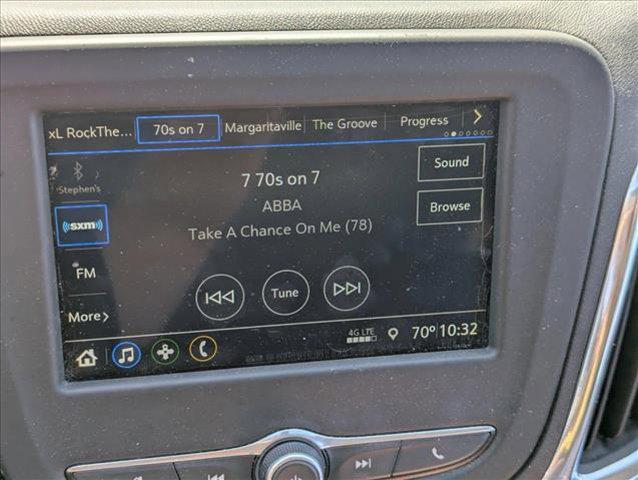 xL RockThe... 70s on 7 Margaritaville The Groove Progress
Stephen's
7 70s on 7
Sound
ABBA
Browse
((sxm))
Take A Chance On Me (78)
FM
Tune
More
4G LTE
70° 10:32